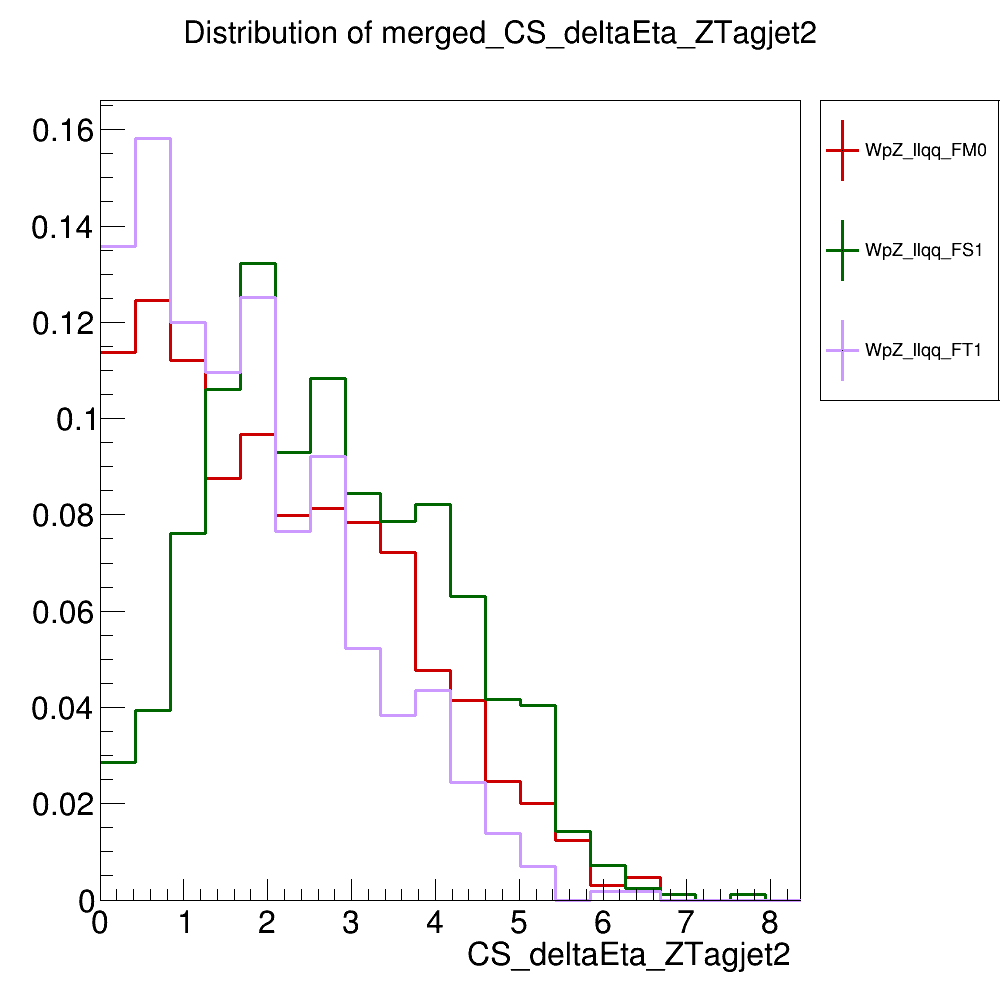 Distribution of merged_CS_deltaEta_ZTagjet2
0.16
0.14
0.12
0.1
0.08
0.06
0.04
0.02
0
0 1 2 3 4 5 6 7 8
CS_deltaEta_ZTagjet2
WpZ_llqq_FM0
WpZ_llqq_FS1
WpZ_llqq_FT1